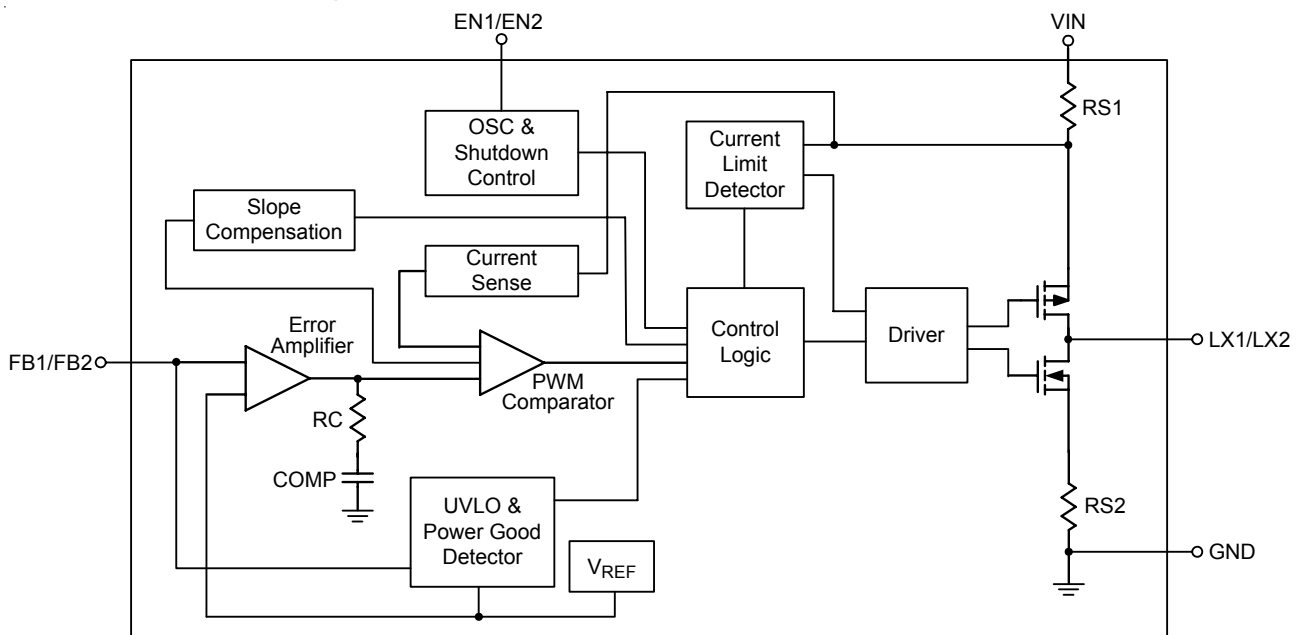 EN1/EN2
VIN
RS1
OSC &
Shutdown
Control
Current
Limit
Detector
Slope
Compensation
Current
Sense
Error
Amplifier
FB1/FB2
PWM
Comparator
Control
Logic
Driver
LX1/LX2
RC
COMP
UVLO &
Power Good
Detector
VREF
RS2
GND